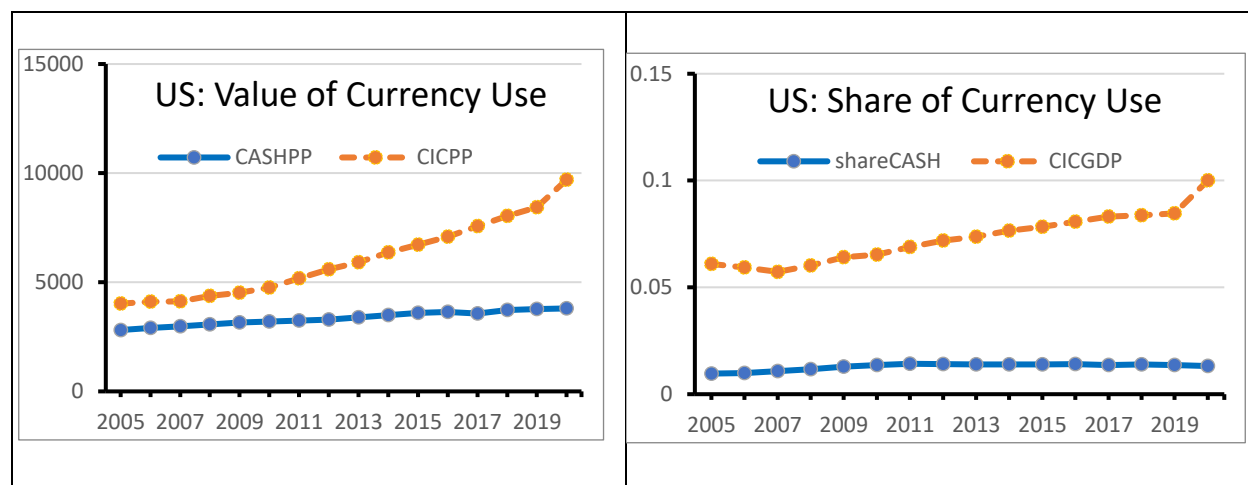 US: Value of Currency Use
CASHPP CICPP
15000
10000
5000
0
2005 2007 2009 2011 2013 2015 2017 2019
US: Share of Currency Use
shareCASH CICGDP
0.15
0.1
0.05
0
2005 2007 2009 2011 2013 2015 2017 2019